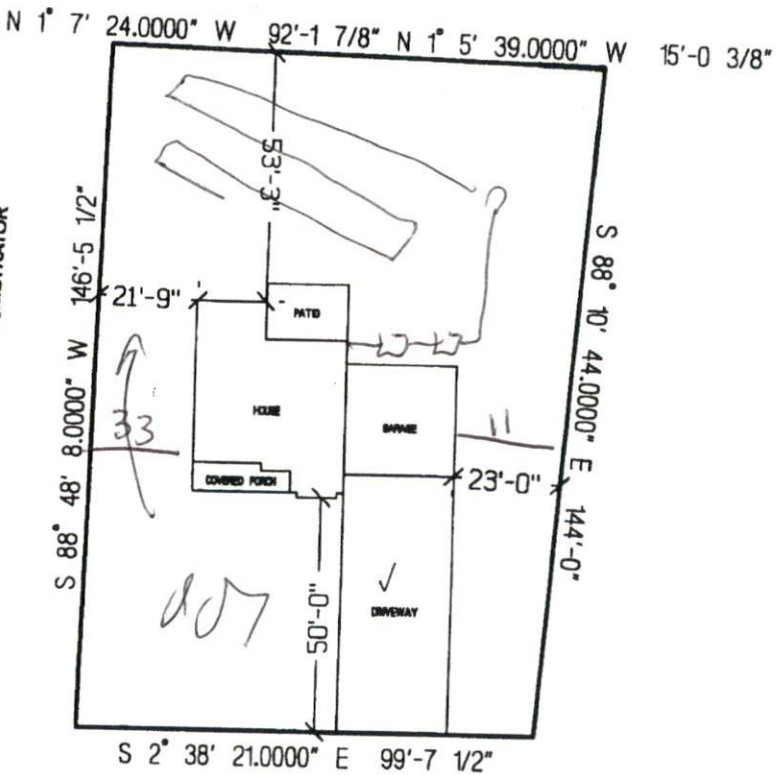 N 1° 7' 24.0000" W 92'-1 7/8" N 1° 5' 39.0000" W 15'-0 3/8"
53'-3"
S 88° 48' 8.0000" W 146'-5 1/2"
21'-9"
PATIO
S 88° 10' 44.0000" E 144'-0"
HOUSE
GARAGE
33
11
COVERED PORCH
23'-0"
50'-0"
DRIVEWAY
S 2° 38' 21.0000" E 99'-7 1/2"